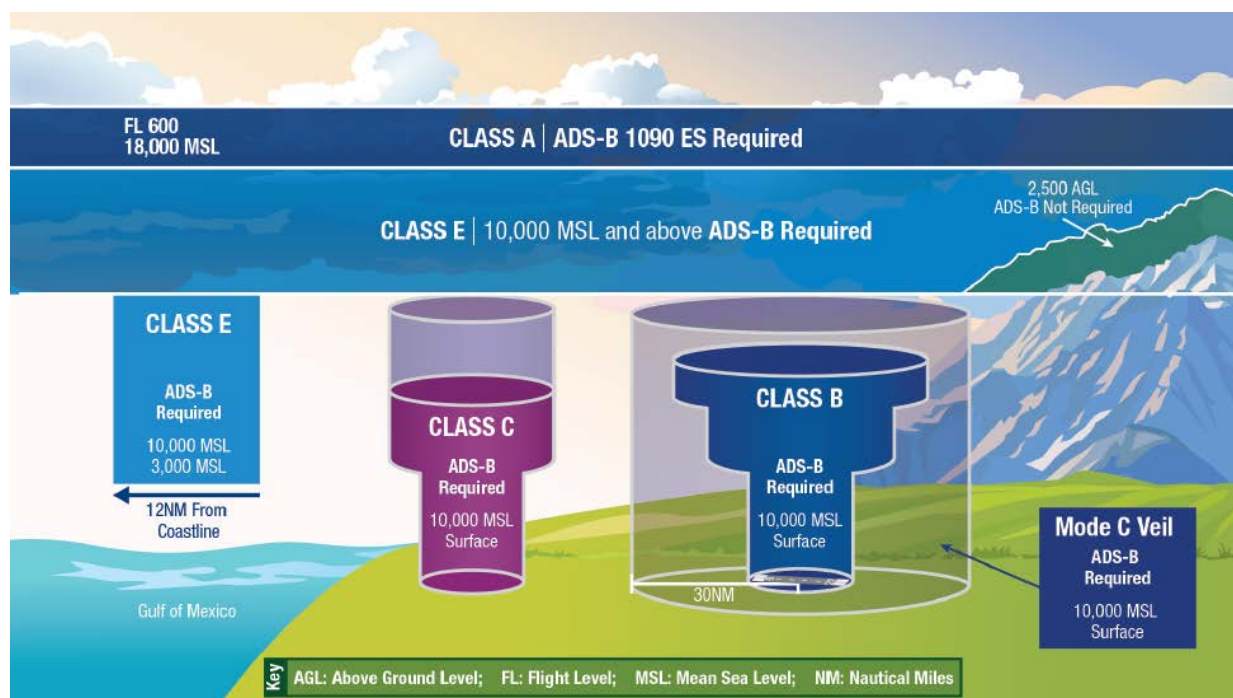 FL 600
18,000 MSL
CLASS A | ADS-B 1090 ES Required
2,500 AGL
ADS-B Not Required
CLASS E | 10,000 MSL and above ADS-B Required
CLASS E
ADS-B
Required
10,000 MSL
3,000 MSL
12NM From
Coastline
Gulf of Mexico
CLASS C
ADS-B
Required
10,000 MSL
Surface
CLASS B
ADS-B
Required
10,000 MSL
Surface
30NM
Mode C Veil
ADS-B
Required
10,000 MSL
Surface
Key
AGL: Above Ground Level; FL: Flight Level; MSL: Mean Sea Level; NM: Nautical Miles